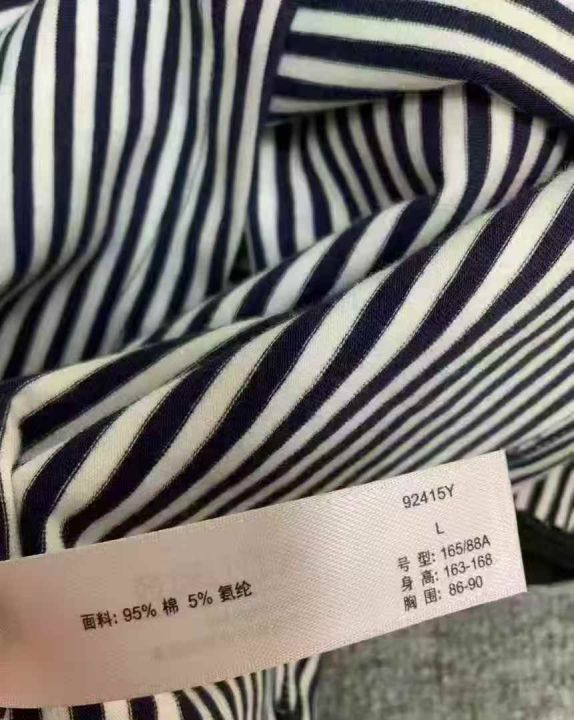 92415Y
L
号 型: 165/88A
身 高: 163-168
胸 围: 86-90
面料: 95% 棉 5% 氨纶